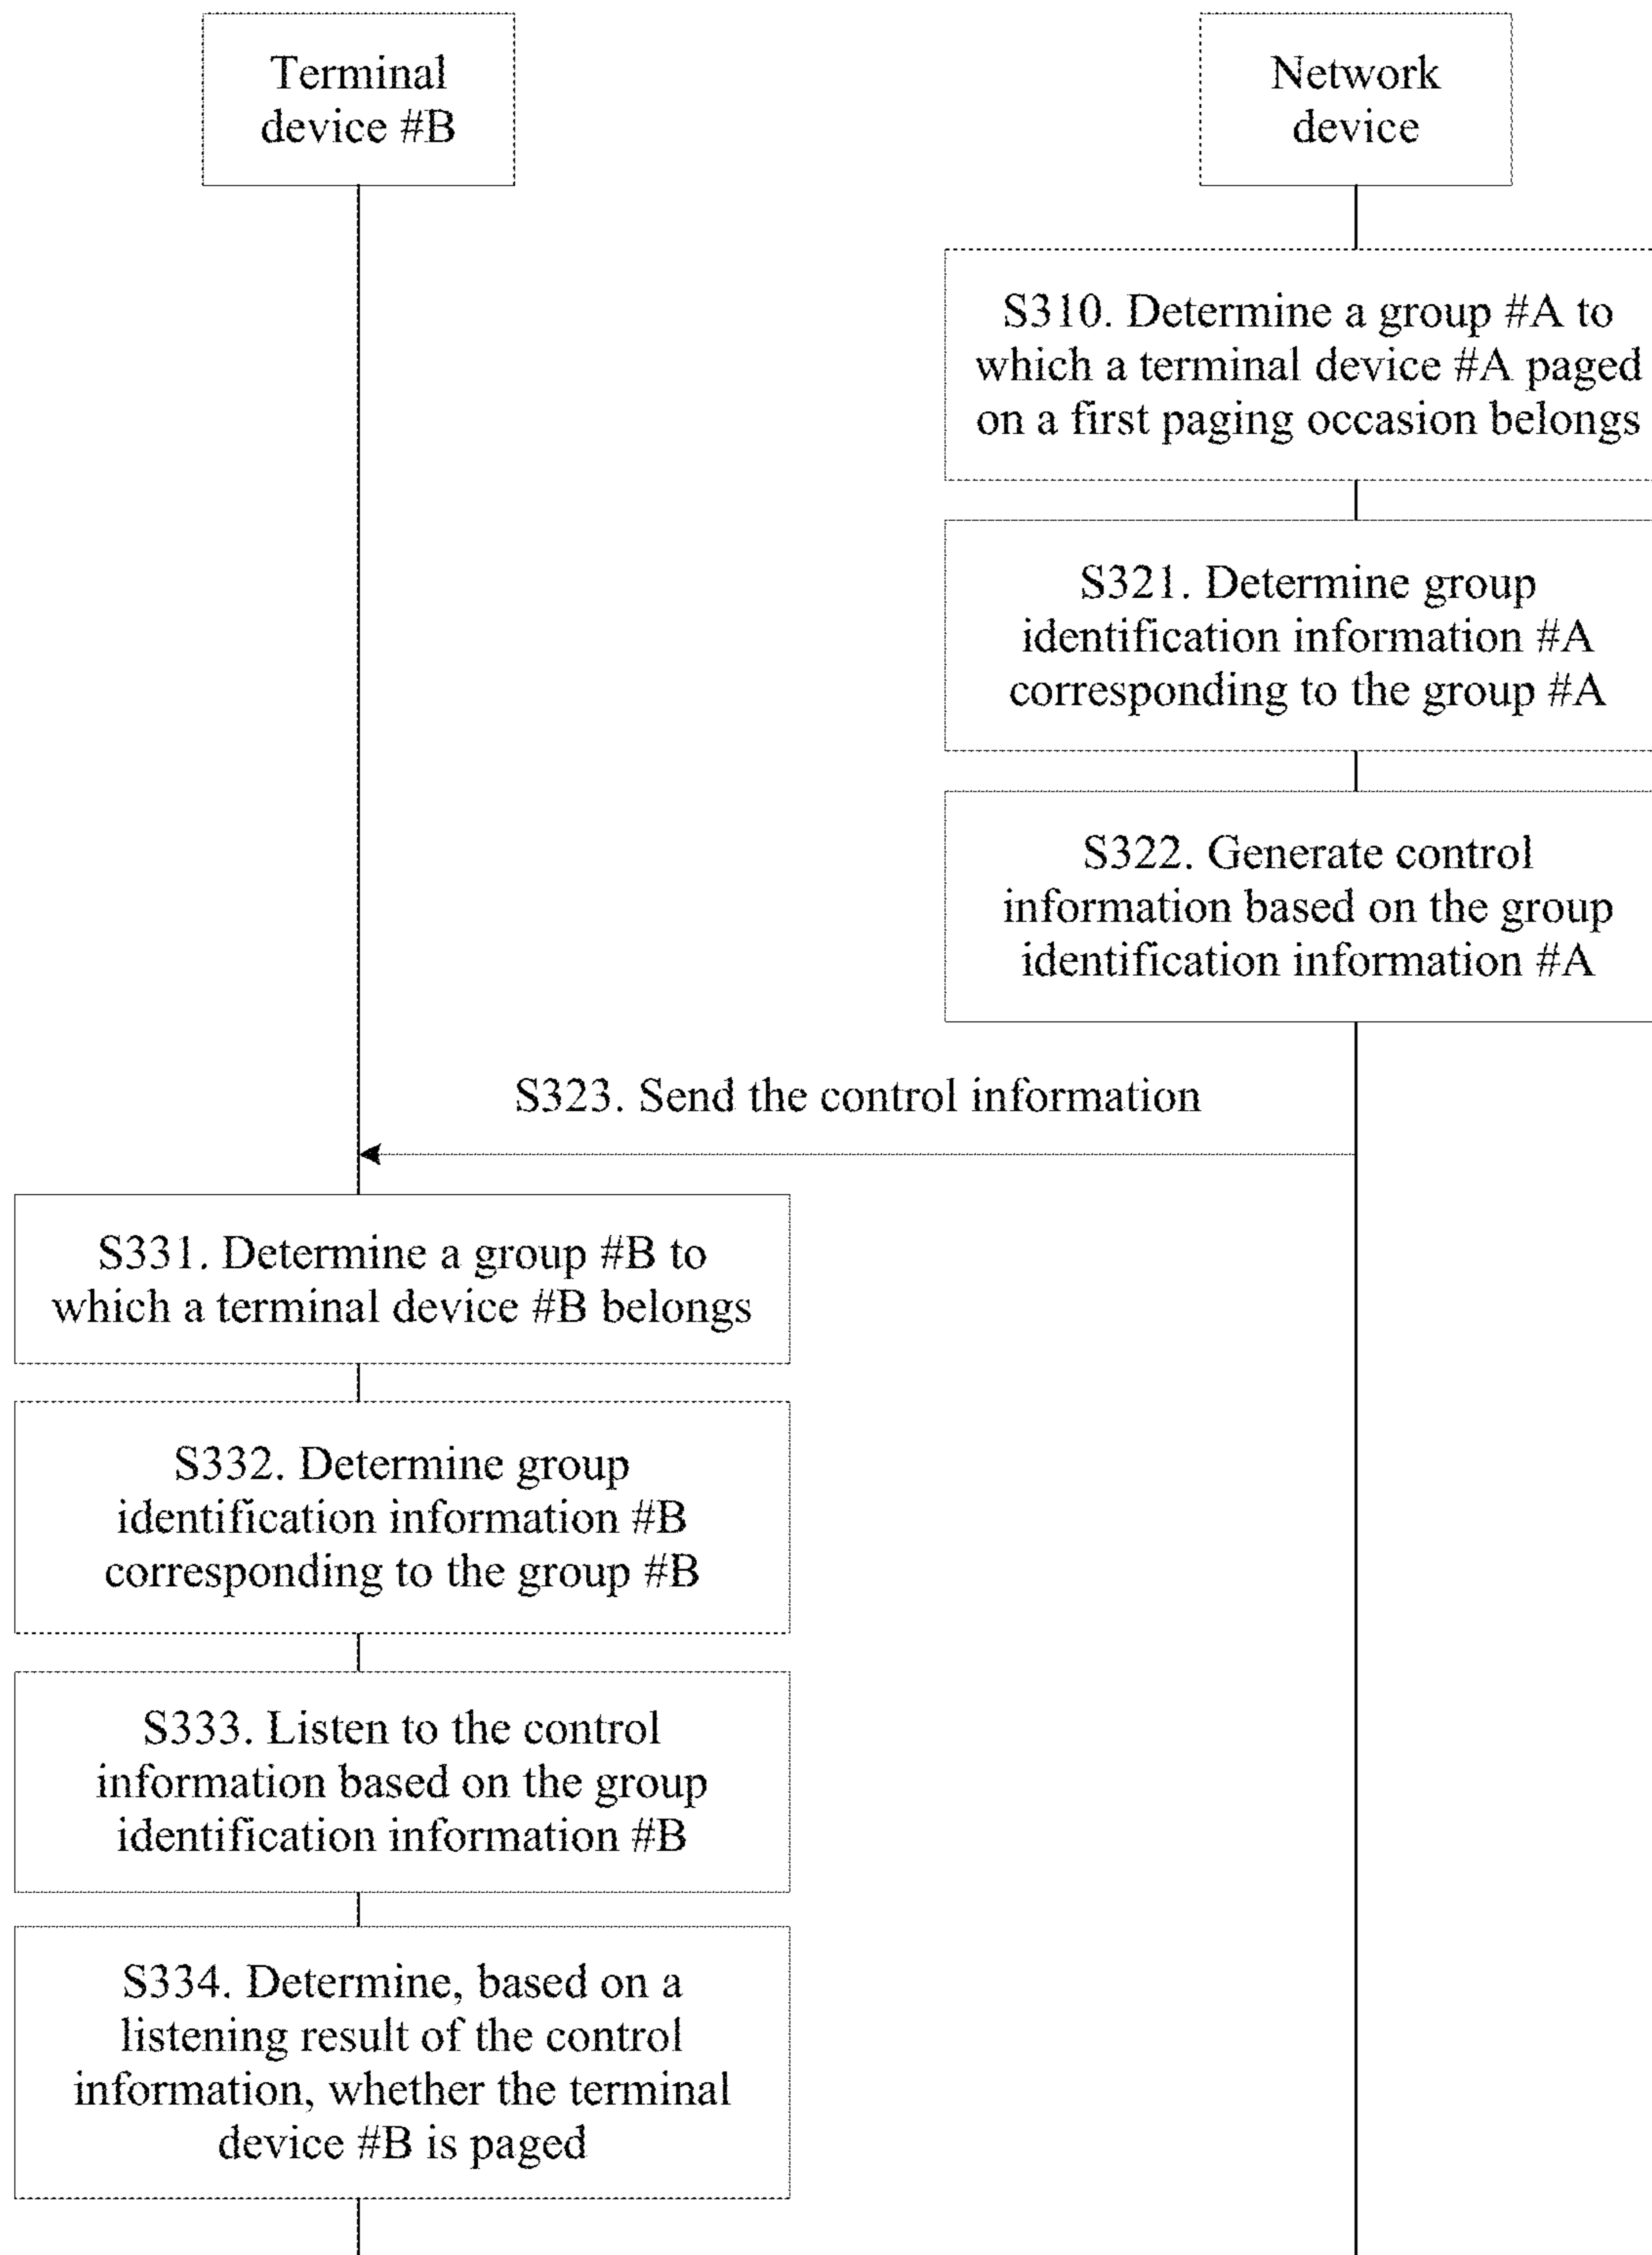 Terminal
device #B
Network
device
S310. Determine a group #A to
which a terminal device #A paged
on a first paging occasion belongs
S321. Determine group
identification information #A
corresponding to the group #A
S322. Generate control
information based on the group
identification information #A
S323. Send the control information
S331. Determine a group #B to
which a terminal device #B belongs
S332. Determine group
identification information #B
corresponding to the group #B
S333. Listen to the control
information based on the group
identification information #B
S334. Determine, based on a
listening result of the control
information, whether the terminal
device #B is paged